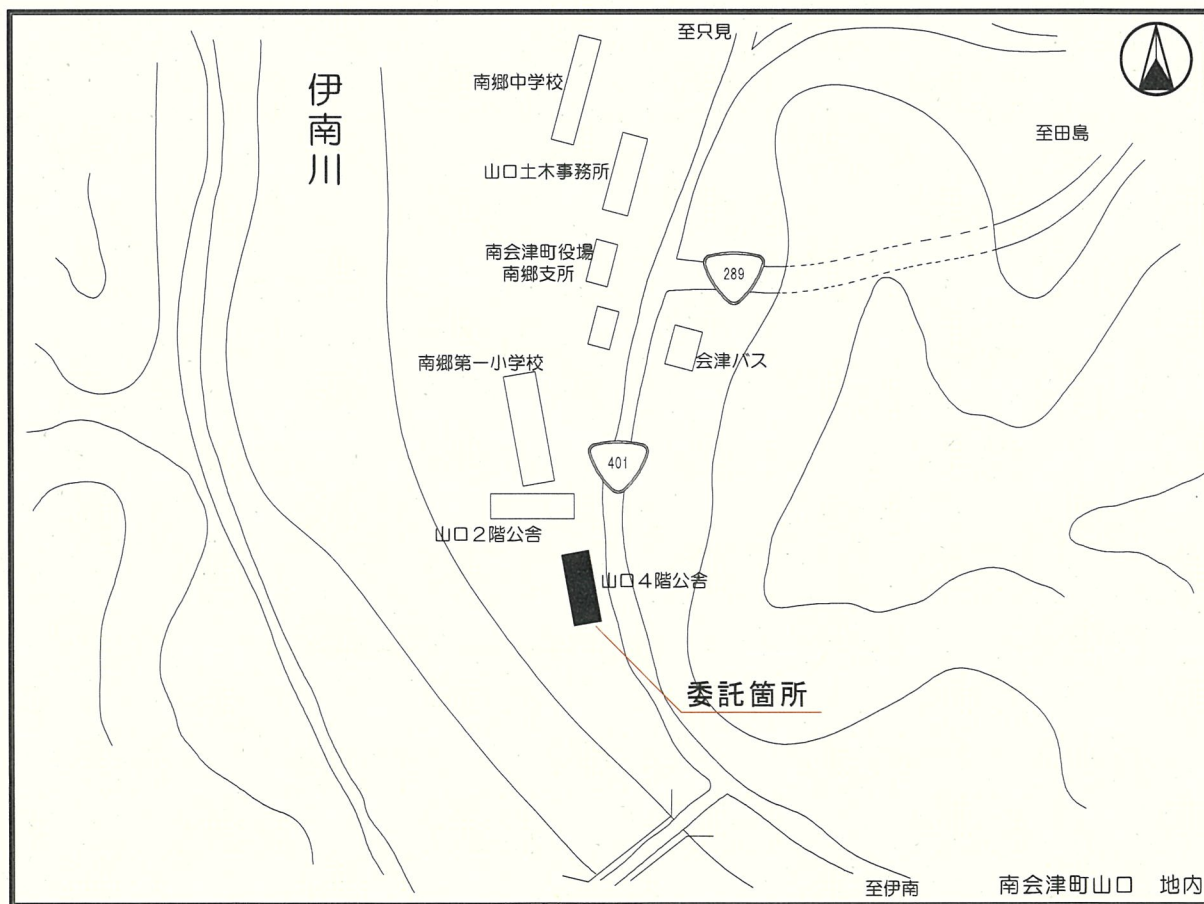 至只見
南郷中学校
伊南川
至田島
山口土木事務所
南会津町役場
南郷支所
289
会津バス
南郷第一小学校
401
山口2階公舎
山口4階公舎
委託箇所
至伊南
南会津町山口 地内